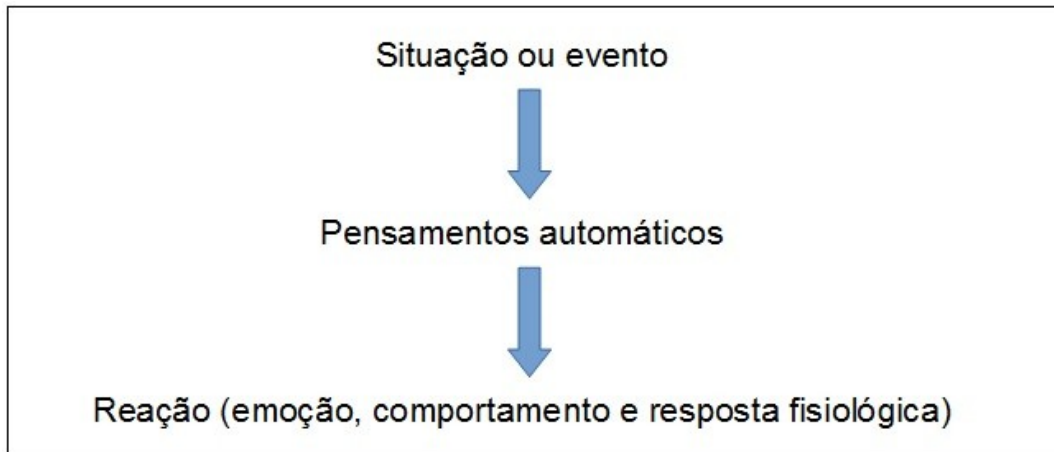 Situação ou evento
Pensamentos automáticos
Reação (emoção, comportamento e resposta fisiológica)